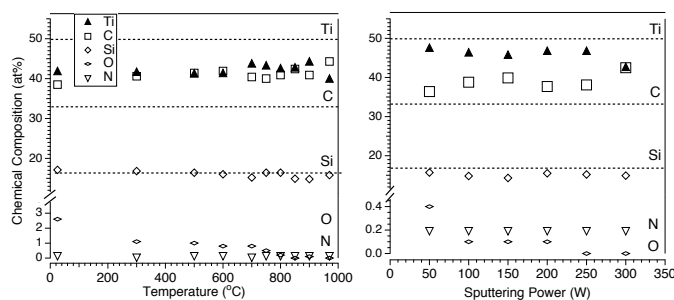 Ti
C
Si
O
N
Chemical Composition (at%)
50
40
30
20
3
2
1
0
Ti
C
Si
O
N
0 200 400 600 800 1000
Temperature (°C)
50
40
30
20
0.4
0.2
0.0
Ti
C
Si
N
O
0 50 100 150 200 250 300 350
Sputtering Power (W)